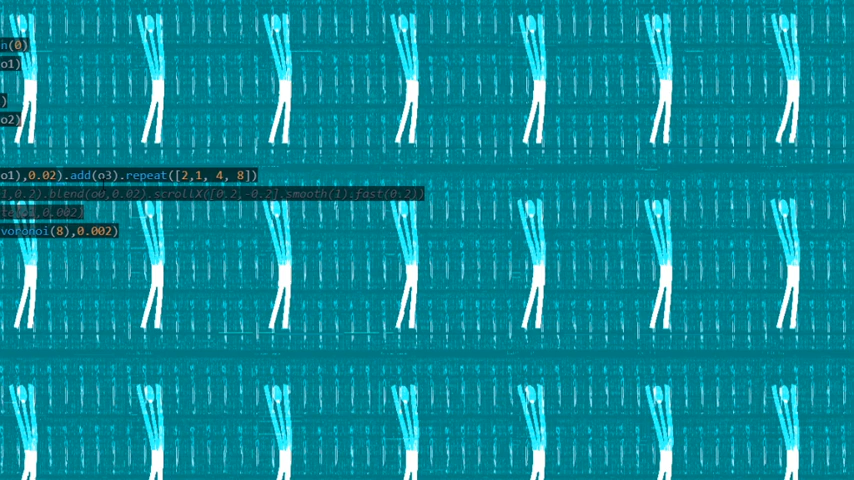 n(0)
o1)
)
o2)
o1),0.02).add(o3).repeat([2,1, 4, 8])
1,0.2).blend(o0,0.02).scrollX([0.2,-0.2].smooth(1).fast(0.2))
,0.002)
voronoi(8),0.002)